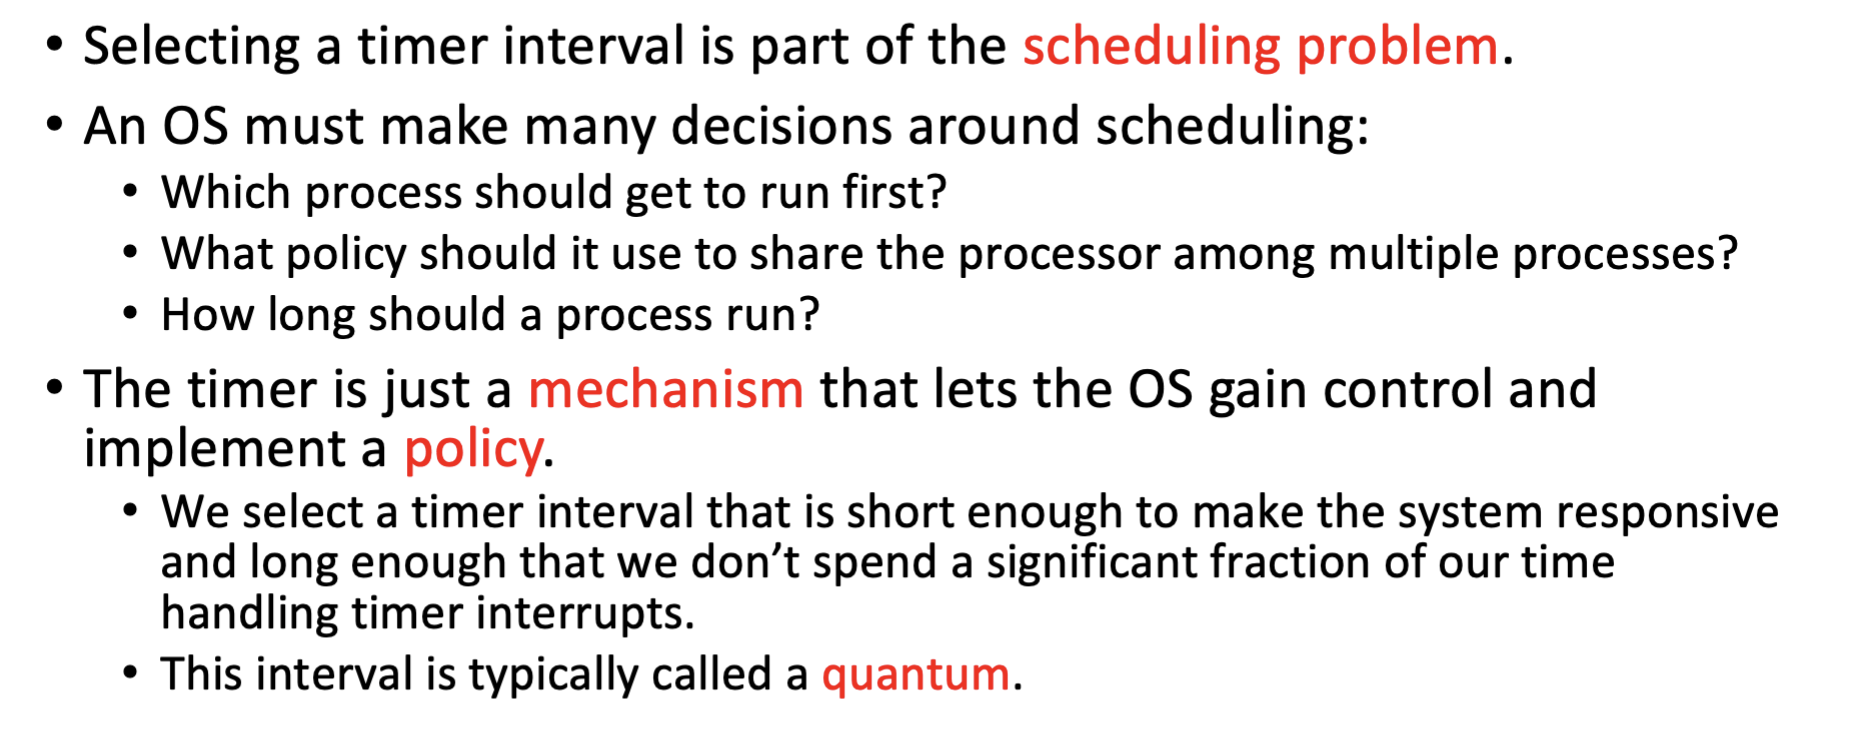 • Selecting a timer interval is part of the scheduling problem.
• An OS must make many decisions around scheduling:
• Which process should get to run first?
• What policy should it use to share the processor among multiple processes?
• How long should a process run?
• The timer is just a mechanism that lets the OS gain control and
implement a policy.
• We select a timer interval that is short enough to make the system responsive
and long enough that we don’t spend a significant fraction of our time
handling timer interrupts.
• This interval is typically called a quantum.